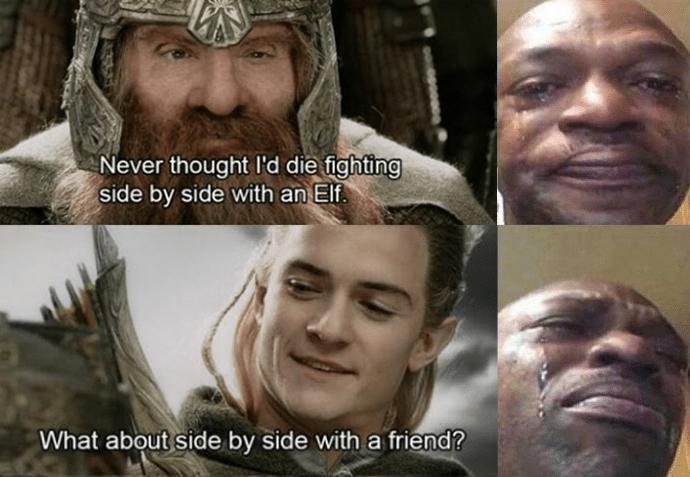 Never thought I'd die fighting
side by side with an Elf.
What about side by side with a friend?